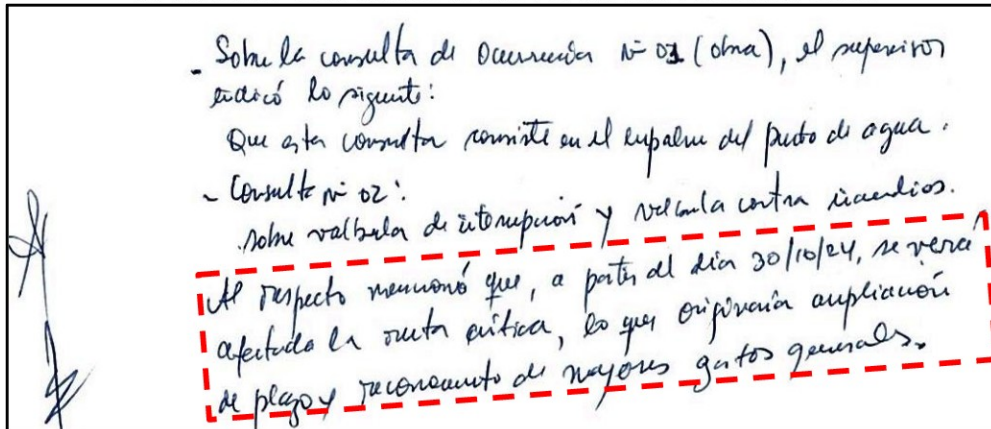 - Sobre la consulta de ocurrencia N° 01 (obra), el supervisor
indicó lo siguiente:
Que esta consulta consiste en el empalme del punto de agua.
- Consulta N° 02:
. sobre valbula de interrupción y valbula contra incendios.
Al respecto mencionó que, a partir del día 30/10/24, se verá
afectada la ruta crítica, lo que originaría ampliación
de plazo y reconocimiento de mayores gastos generales.